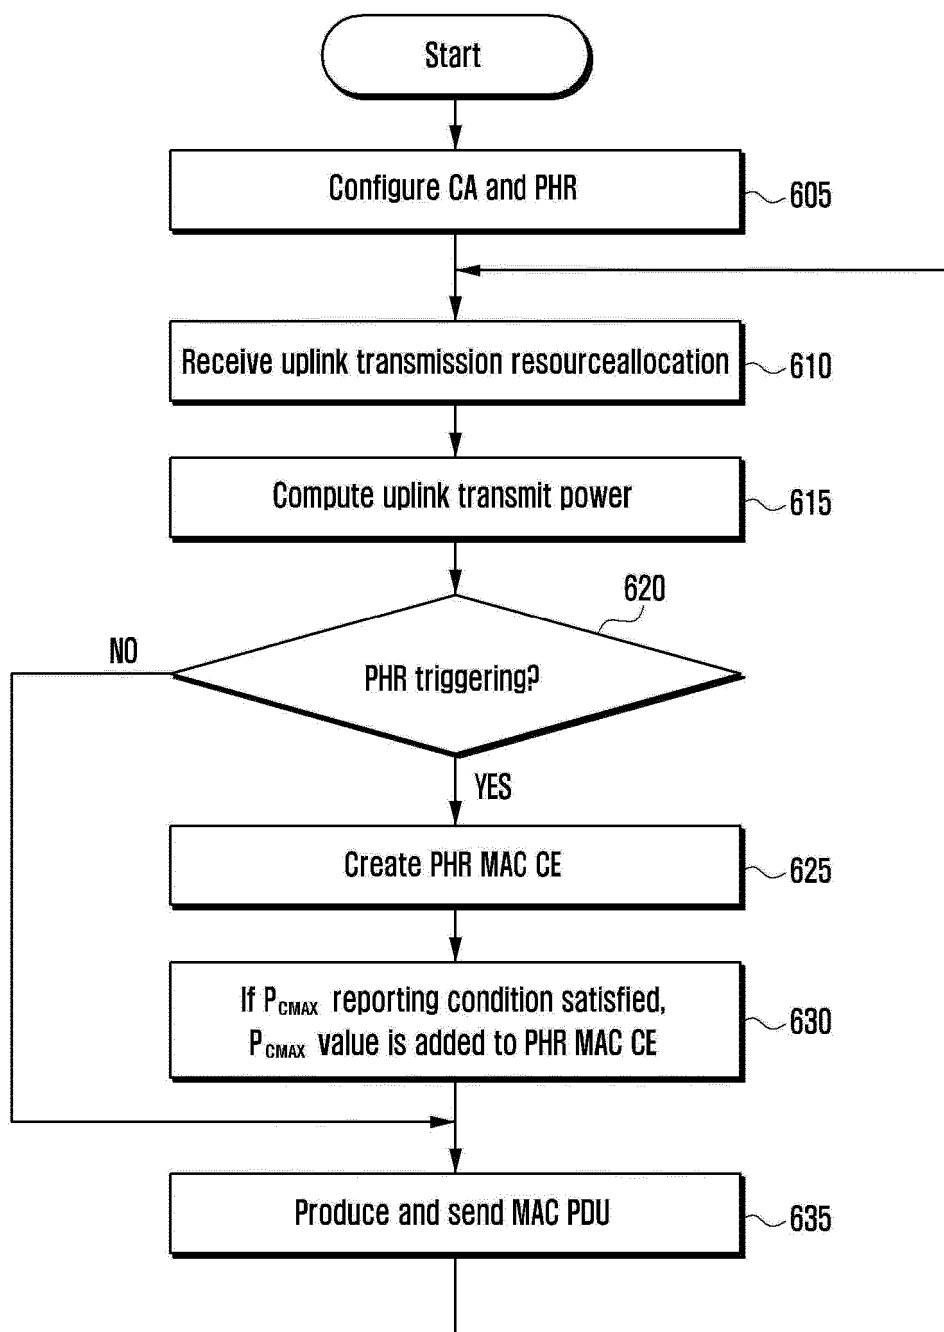 Start
Configure CA and PHR
605
Receive uplink transmission resourceallocation
610
Compute uplink transmit power
615
620
NO
PHR triggering?
YES
Create PHR MAC CE
625
If PCMAX reporting condition satisfied,
PCMAX value is added to PHR MAC CE
630
Produce and send MAC PDU
635